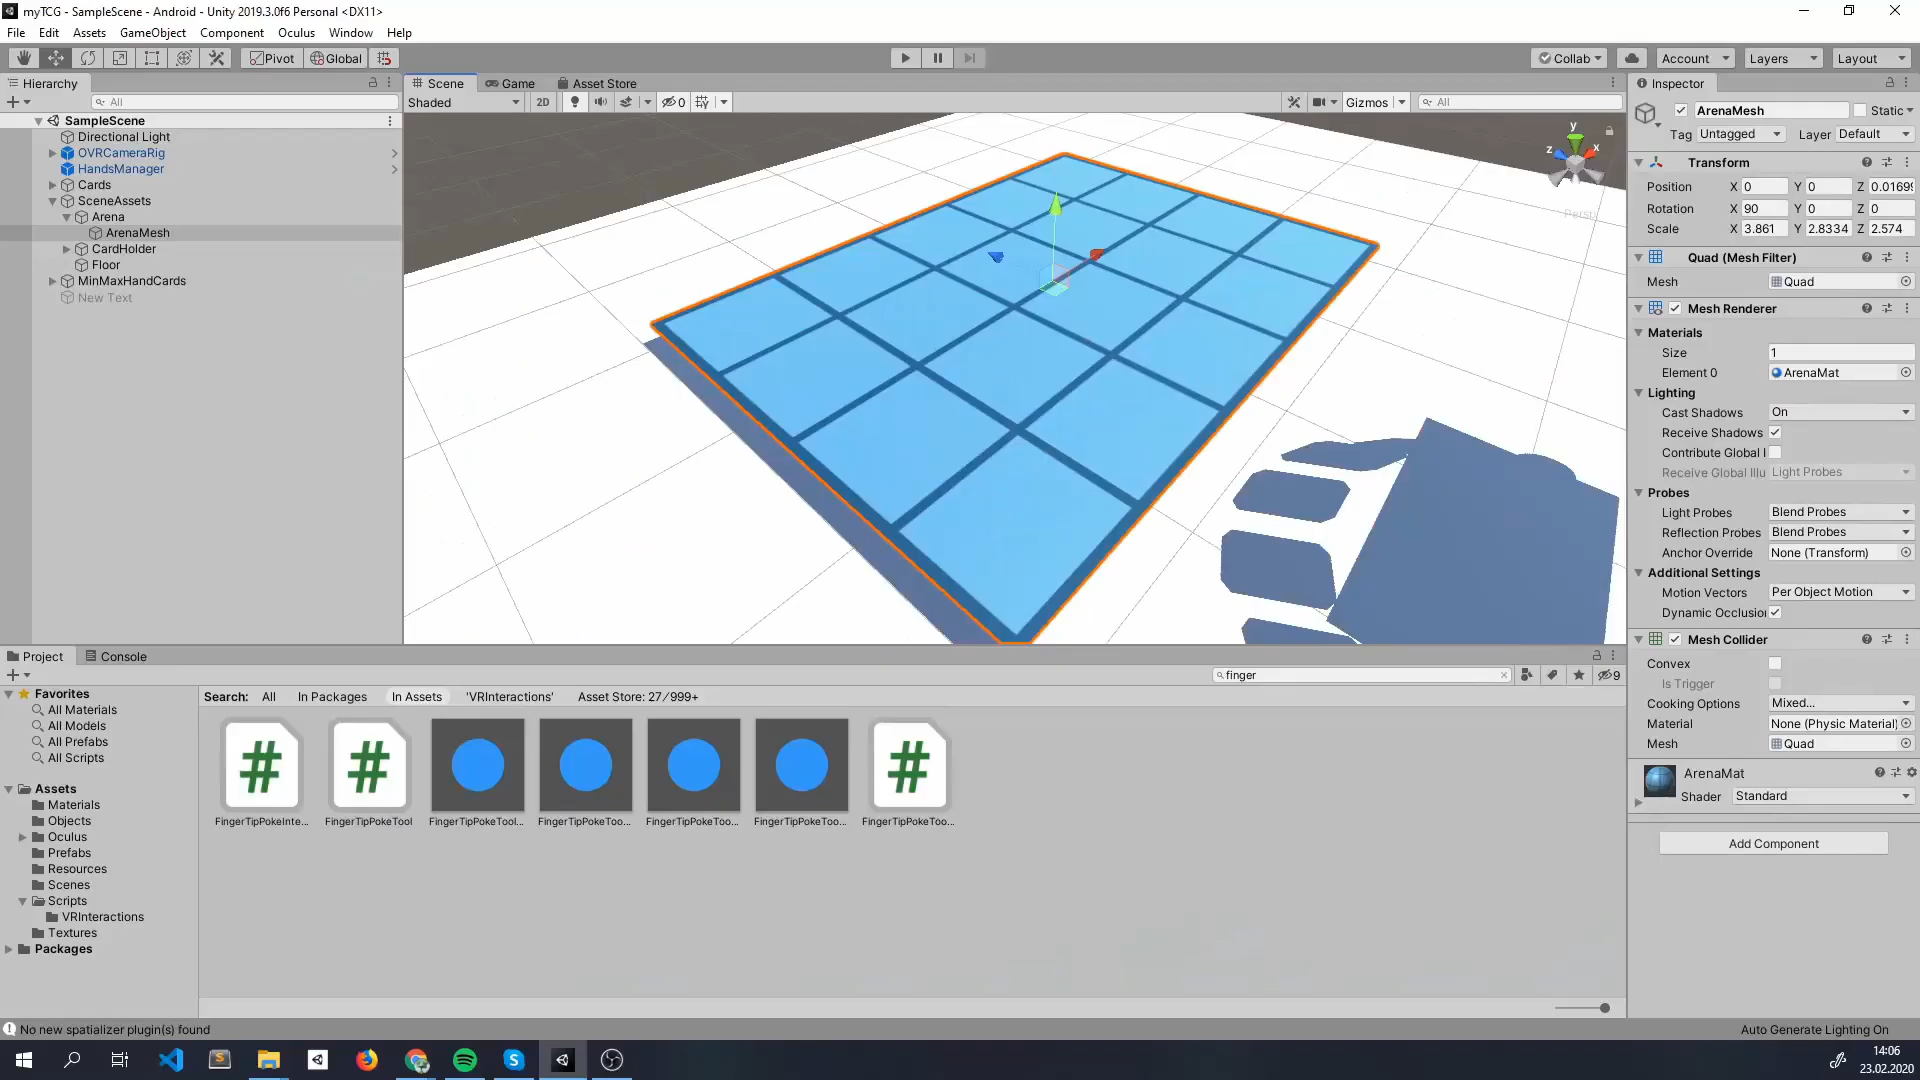 myTCG - SampleScene - Android - Unity 2019.3.0f6 Personal <DX11>
File Edit Assets GameObject Component Oculus Window Help
Pivot Global Collab Account Layers Layout
Hierarchy
All
SampleScene
Directional Light
OVRCameraRig
HandsManager
Cards
SceneAssets
Arena
ArenaMesh
CardHolder
Floor
MinMaxHandCards
New Text
Scene Game Asset Store
Shaded 2D 0 Gizmos All
y
x
z
Persp
Inspector
ArenaMesh Static
Tag Untagged Layer Default
Transform
Position X 0 Y 0 Z 0.0169
Rotation X 90 Y 0 Z 0
Scale X 3.861 Y 2.8334 Z 2.574
Quad (Mesh Filter)
Mesh Quad
Mesh Renderer
Materials
Size 1
Element 0 ArenaMat
Lighting
Cast Shadows On
Receive Shadows
Contribute Global I
Receive Global Illu Light Probes
Probes
Light Probes Blend Probes
Reflection Probes Blend Probes
Anchor Override None (Transform)
Additional Settings
Motion Vectors Per Object Motion
Dynamic Occlusio
Mesh Collider
Convex
Is Trigger
Cooking Options Mixed...
Material None (Physic Material)
Mesh Quad
ArenaMat
Shader Standard
Add Component
Project Console
finger
9
Favorites
All Materials
All Models
All Prefabs
All Scripts
Assets
Materials
Objects
Oculus
Prefabs
Resources
Scenes
Scripts
VRInteractions
Textures
Packages
Search: All In Packages In Assets 'VRInteractions' Asset Store: 27/999+
FingerTipPokeInte... FingerTipPokeTool FingerTipPokeTool... FingerTipPokeToo... FingerTipPokeToo... FingerTipPokeToo... FingerTipPokeToo...
No new spatializer plugin(s) found
Auto Generate Lighting On
14:06
23.02.2020